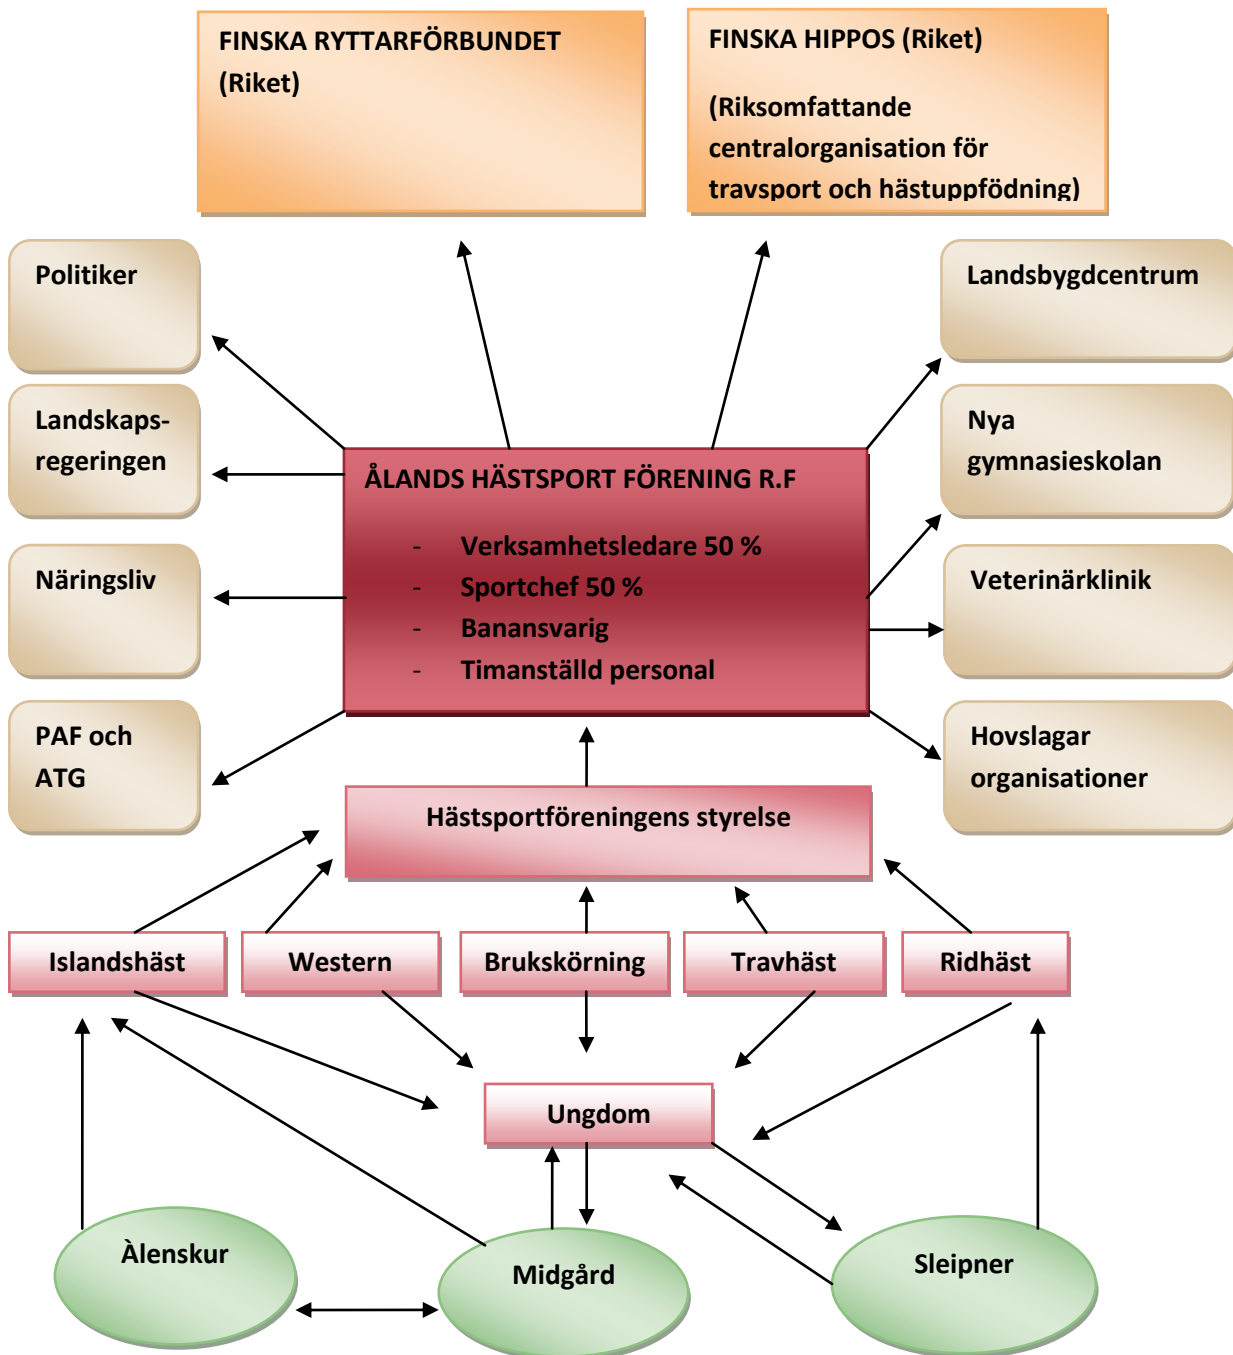 FINSKA RYTTARFÖRBUNDET
(Riket)
FINSKA HIPPOS (Riket)
(Riksomfattande
centralorganisation för
travsport och hästuppfödning)
Politiker
Landskaps-
regeringen
Näringsliv
PAF och
ATG
ÅLANDS HÄSTSPORT FÖRENING R.F
- Verksamhetsledare 50 %
- Sportchef 50 %
- Banansvarig
- Timanställd personal
Landsbygdcentrum
Nya
gymnasieskolan
Veterinärklinik
Hovslagar
organisationer
Hästsportföreningens styrelse
Islandshäst
Western
Brukskörning
Travhäst
Ridhäst
Ungdom
Àlenskur
Midgård
Sleipner